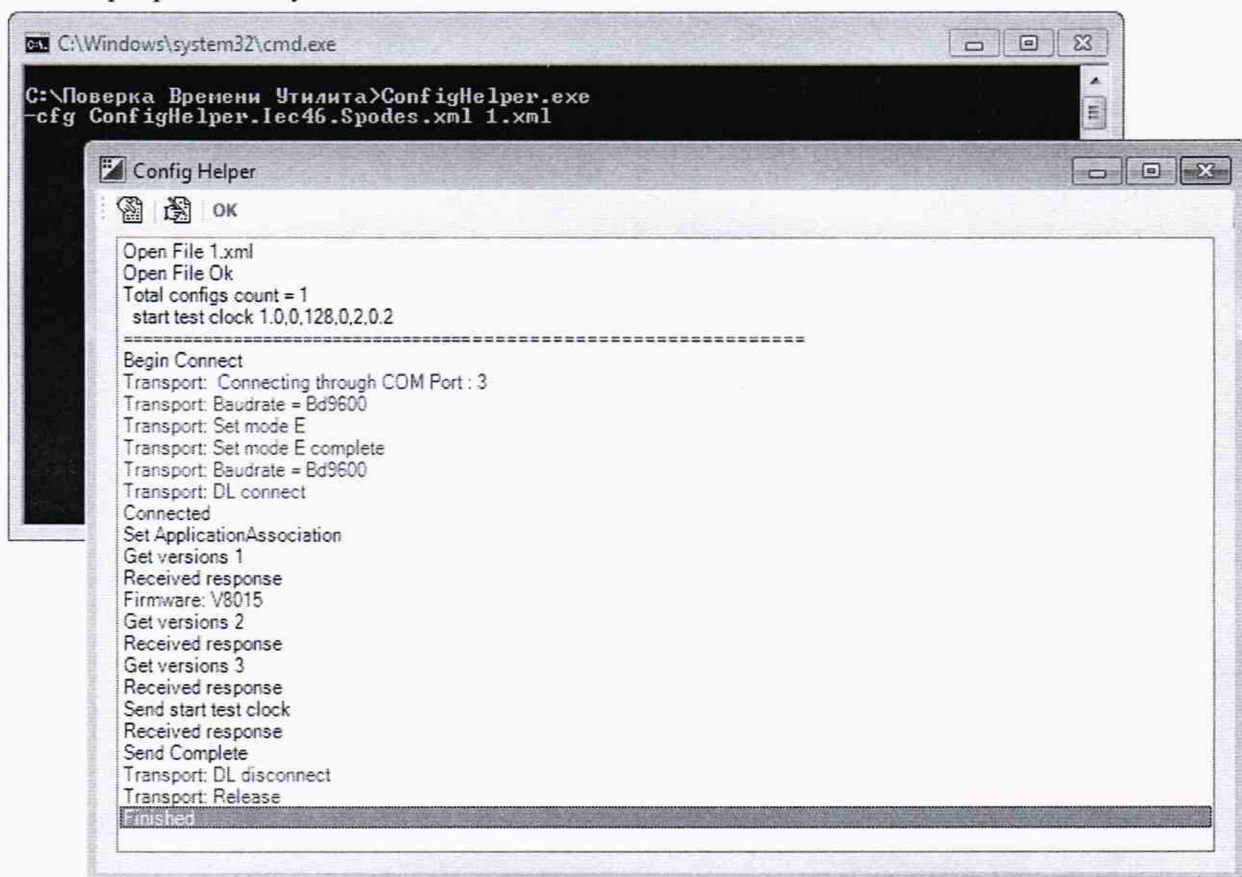 C:\Windows\system32\cmd.exe
C:\Поверка Времени Утилита>ConfigHelper.exe
-cfg ConfigHelper.Iec46.Spodes.xml 1.xml
Config Helper
OK
Open File 1.xml
Open File Ok
Total configs count = 1
start test clock 1.0,0,128,0,2,0.2
====================================================================
Begin Connect
Transport: Connecting through COM Port : 3
Transport: Baudrate = Bd9600
Transport: Set mode E
Transport: Set mode E complete
Transport: Baudrate = Bd9600
Transport: DL connect
Connected
Set ApplicationAssociation
Get versions 1
Received response
Firmware: V8015
Get versions 2
Received response
Get versions 3
Received response
Send start test clock
Received response
Send Complete
Transport: DL disconnect
Transport: Release
Finished